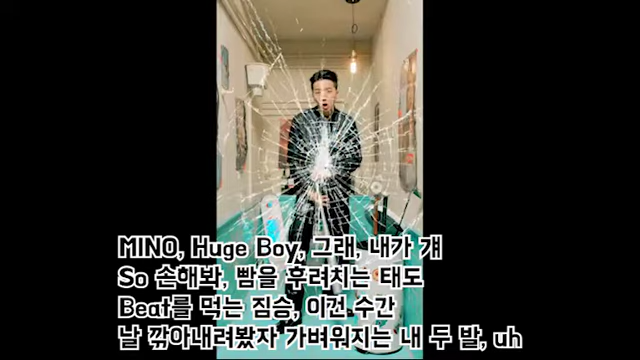 MINO, Huge Boy, 그래, 내가 걔
So 손해봐, 뺨을 후려치는 태도
Beat를 먹는 짐승, 이건 수간
날 깎아내려봤자 가벼워지는 내 두 발, uh